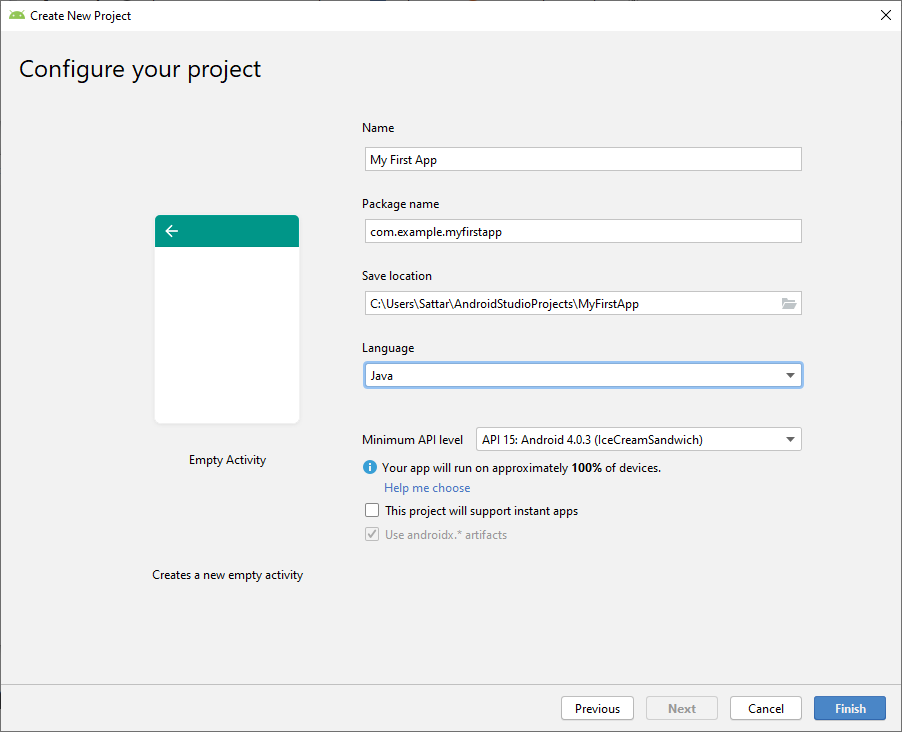 Create New Project
Configure your project
Name
My First App
Package name
com.example.myfirstapp
Save location
C:\Users\Sattar\AndroidStudioProjects\MyFirstApp
Language
Java
Minimum API level API 15: Android 4.0.3 (IceCreamSandwich)
Your app will run on approximately 100% of devices.
Help me choose
This project will support instant apps
Use androidx.* artifacts
Empty Activity
Creates a new empty activity
Previous Next Cancel Finish